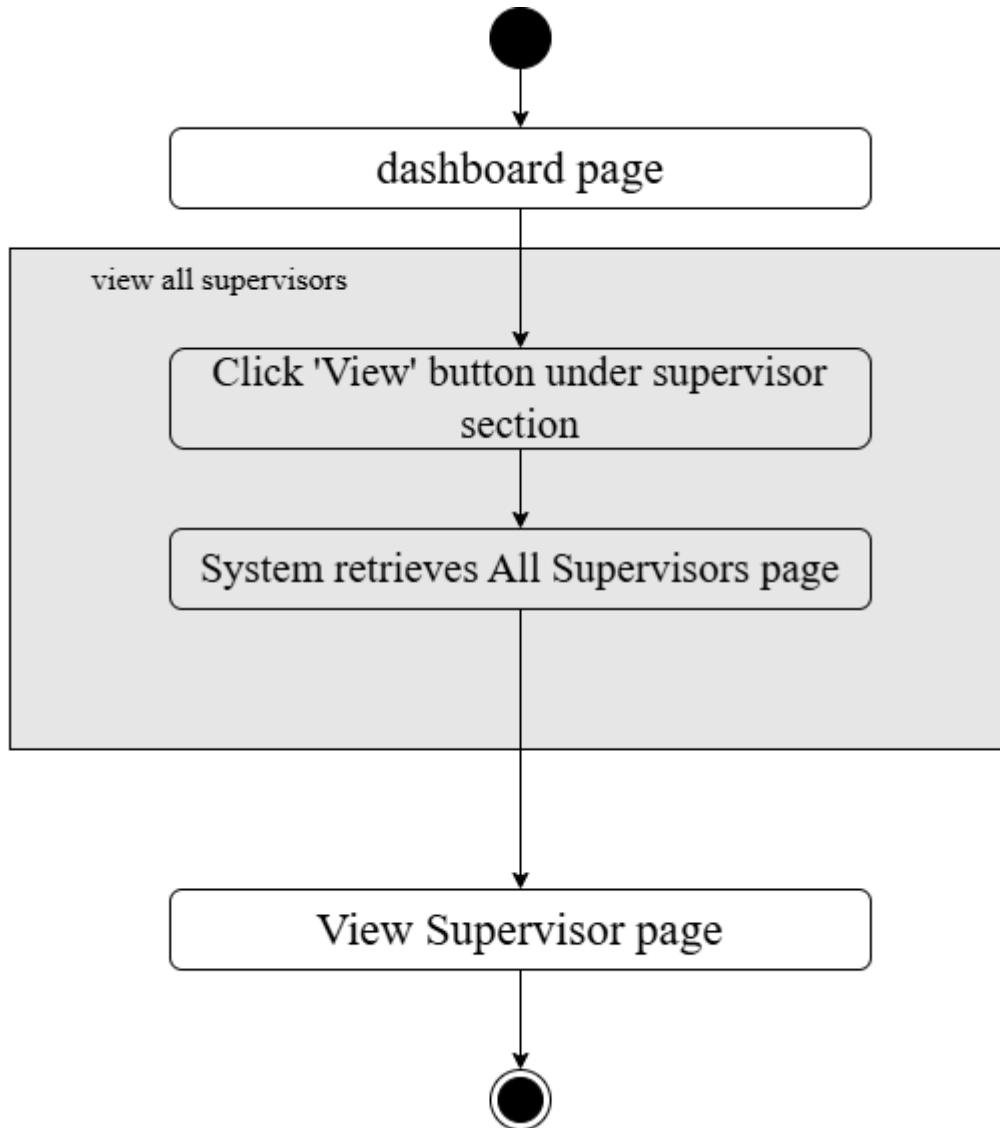 dashboard page
view all supervisors
Click 'View' button under supervisor
section
System retrieves All Supervisors page
View Supervisor page